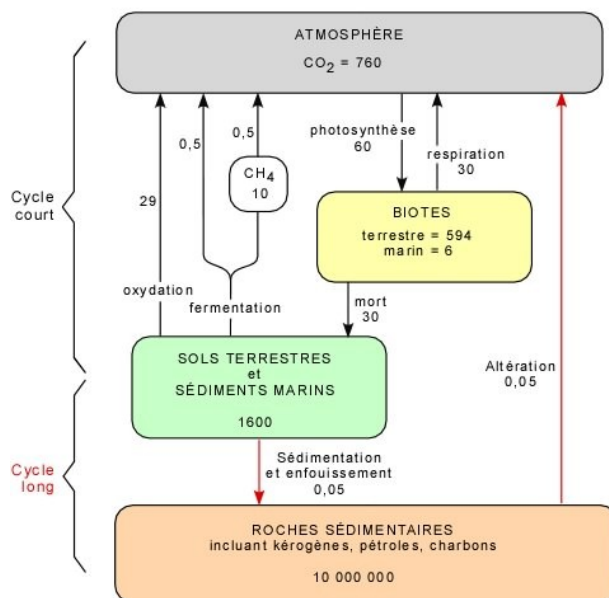 ATMOSPHÈRE
CO2 = 760
0,5
0,5
photosynthèse
60
respiration
30
CH4
10
29
Cycle
court
BIOTES
terrestre = 594
marin = 6
oxydation
fermentation
mort
30
SOLS TERRESTRES
et
SÉDIMENTS MARINS
1600
Altération
0,05
Cycle
long
Sédimentation
et enfouissement
0,05
ROCHES SÉDIMENTAIRES
incluant kérogènes, pétroles, charbons
10 000 000